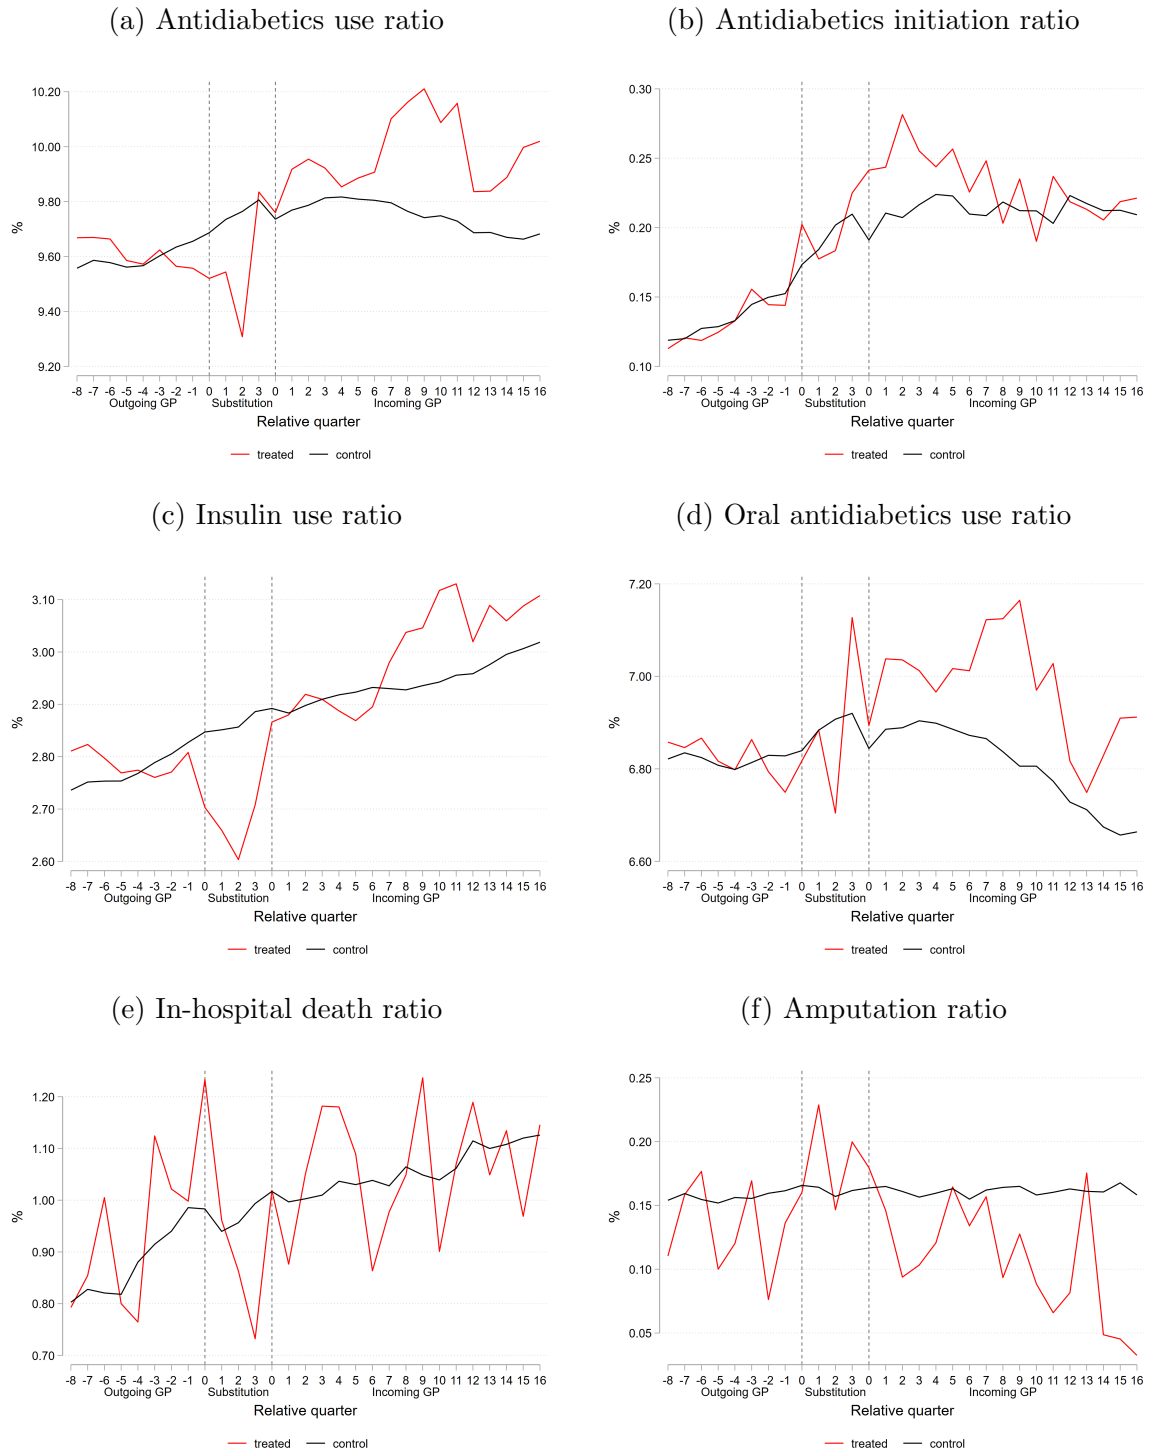 (a) Antidiabetics use ratio
10.20
10.00
9.80
9.60
9.40
9.20
%
-8 -7 -6 -5 -4 -3 -2 -1 0 1 2 3 0 1 2 3 4 5 6 7 8 9 10 11 12 13 14 15 16
Outgoing GP Substitution Incoming GP
Relative quarter
treated control
(b) Antidiabetics initiation ratio
0.30
0.25
0.20
0.15
0.10
%
-8 -7 -6 -5 -4 -3 -2 -1 0 1 2 3 0 1 2 3 4 5 6 7 8 9 10 11 12 13 14 15 16
Outgoing GP Substitution Incoming GP
Relative quarter
treated control
(c) Insulin use ratio
3.10
3.00
2.90
2.80
2.70
2.60
%
-8 -7 -6 -5 -4 -3 -2 -1 0 1 2 3 0 1 2 3 4 5 6 7 8 9 10 11 12 13 14 15 16
Outgoing GP Substitution Incoming GP
Relative quarter
treated control
(d) Oral antidiabetics use ratio
7.20
7.00
6.80
6.60
%
-8 -7 -6 -5 -4 -3 -2 -1 0 1 2 3 0 1 2 3 4 5 6 7 8 9 10 11 12 13 14 15 16
Outgoing GP Substitution Incoming GP
Relative quarter
treated control
(e) In-hospital death ratio
1.20
1.10
1.00
0.90
0.80
0.70
%
-8 -7 -6 -5 -4 -3 -2 -1 0 1 2 3 0 1 2 3 4 5 6 7 8 9 10 11 12 13 14 15 16
Outgoing GP Substitution Incoming GP
Relative quarter
treated control
(f) Amputation ratio
0.25
0.20
0.15
0.10
0.05
%
-8 -7 -6 -5 -4 -3 -2 -1 0 1 2 3 0 1 2 3 4 5 6 7 8 9 10 11 12 13 14 15 16
Outgoing GP Substitution Incoming GP
Relative quarter
treated control